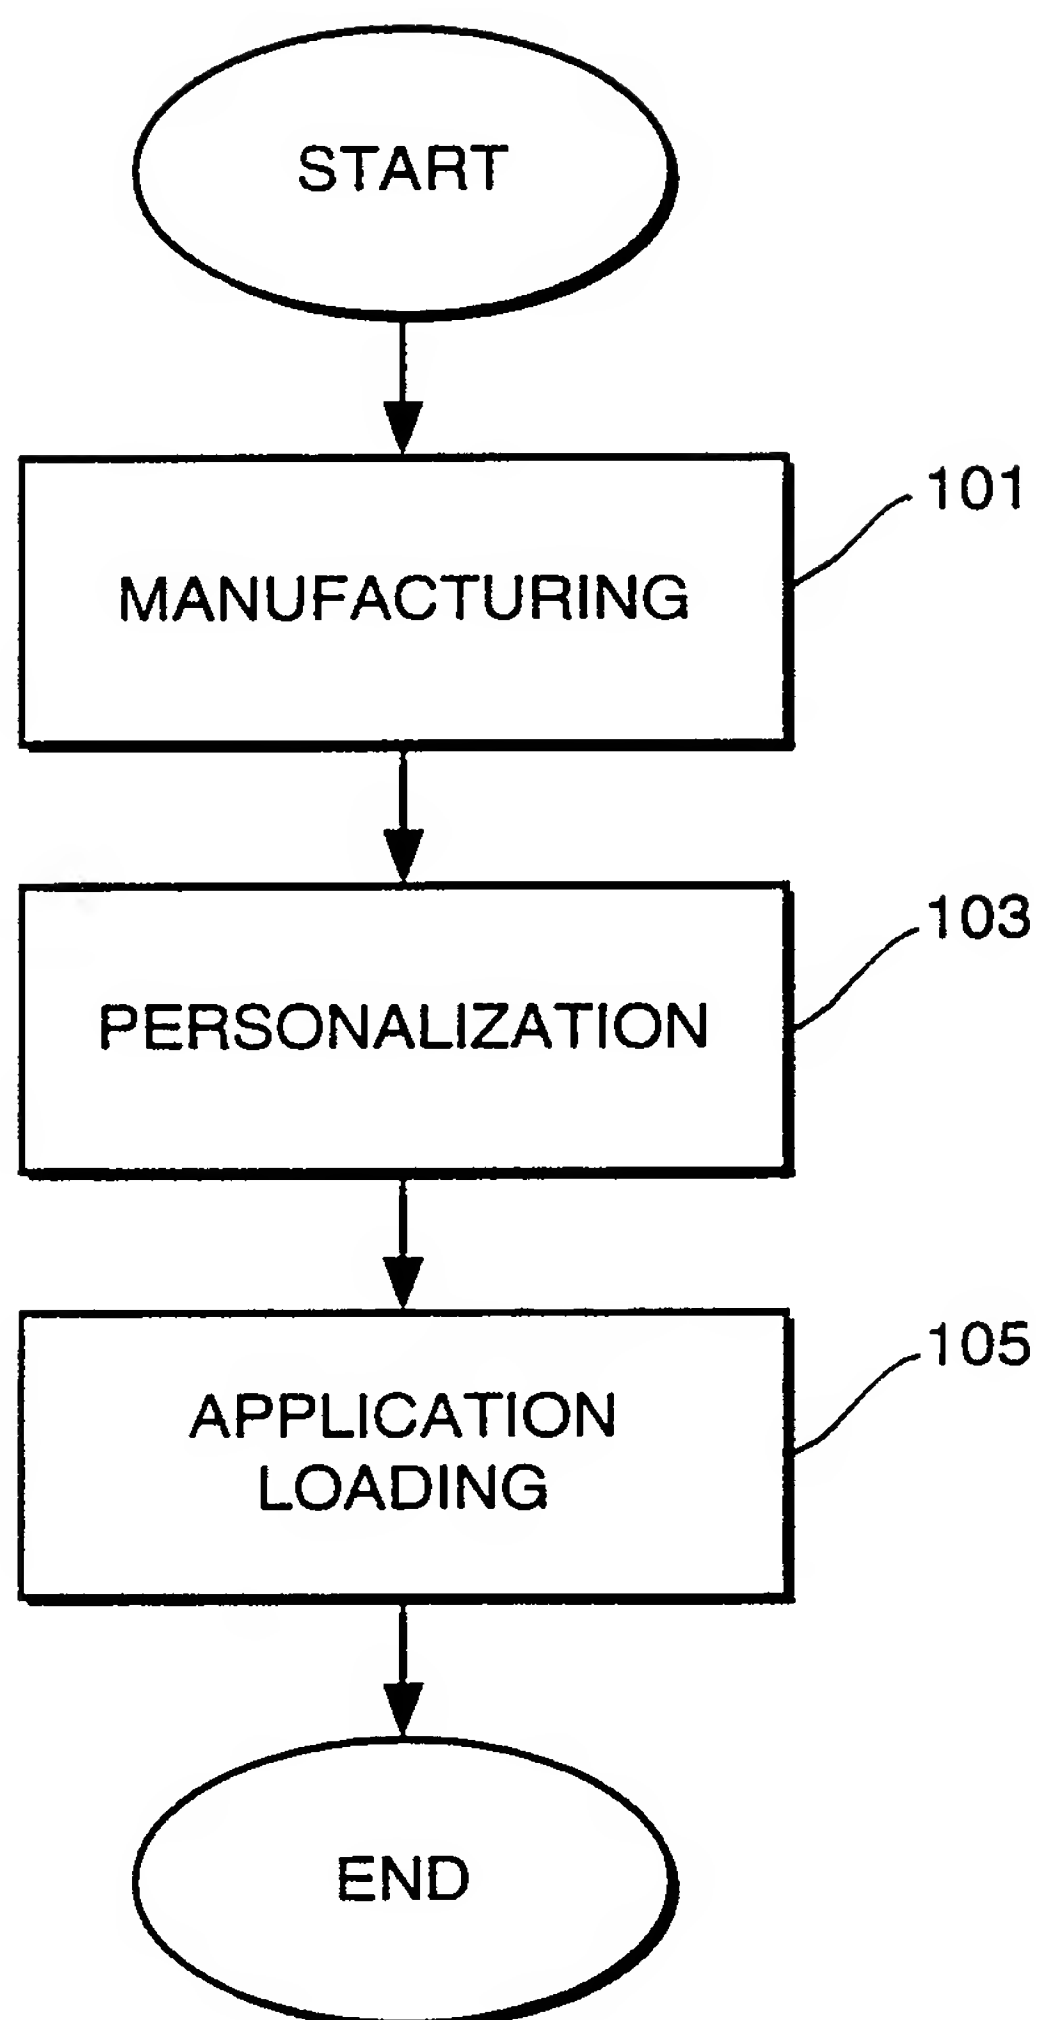 START
101
MANUFACTURING
103
PERSONALIZATION
105
APPLICATION
LOADING
END